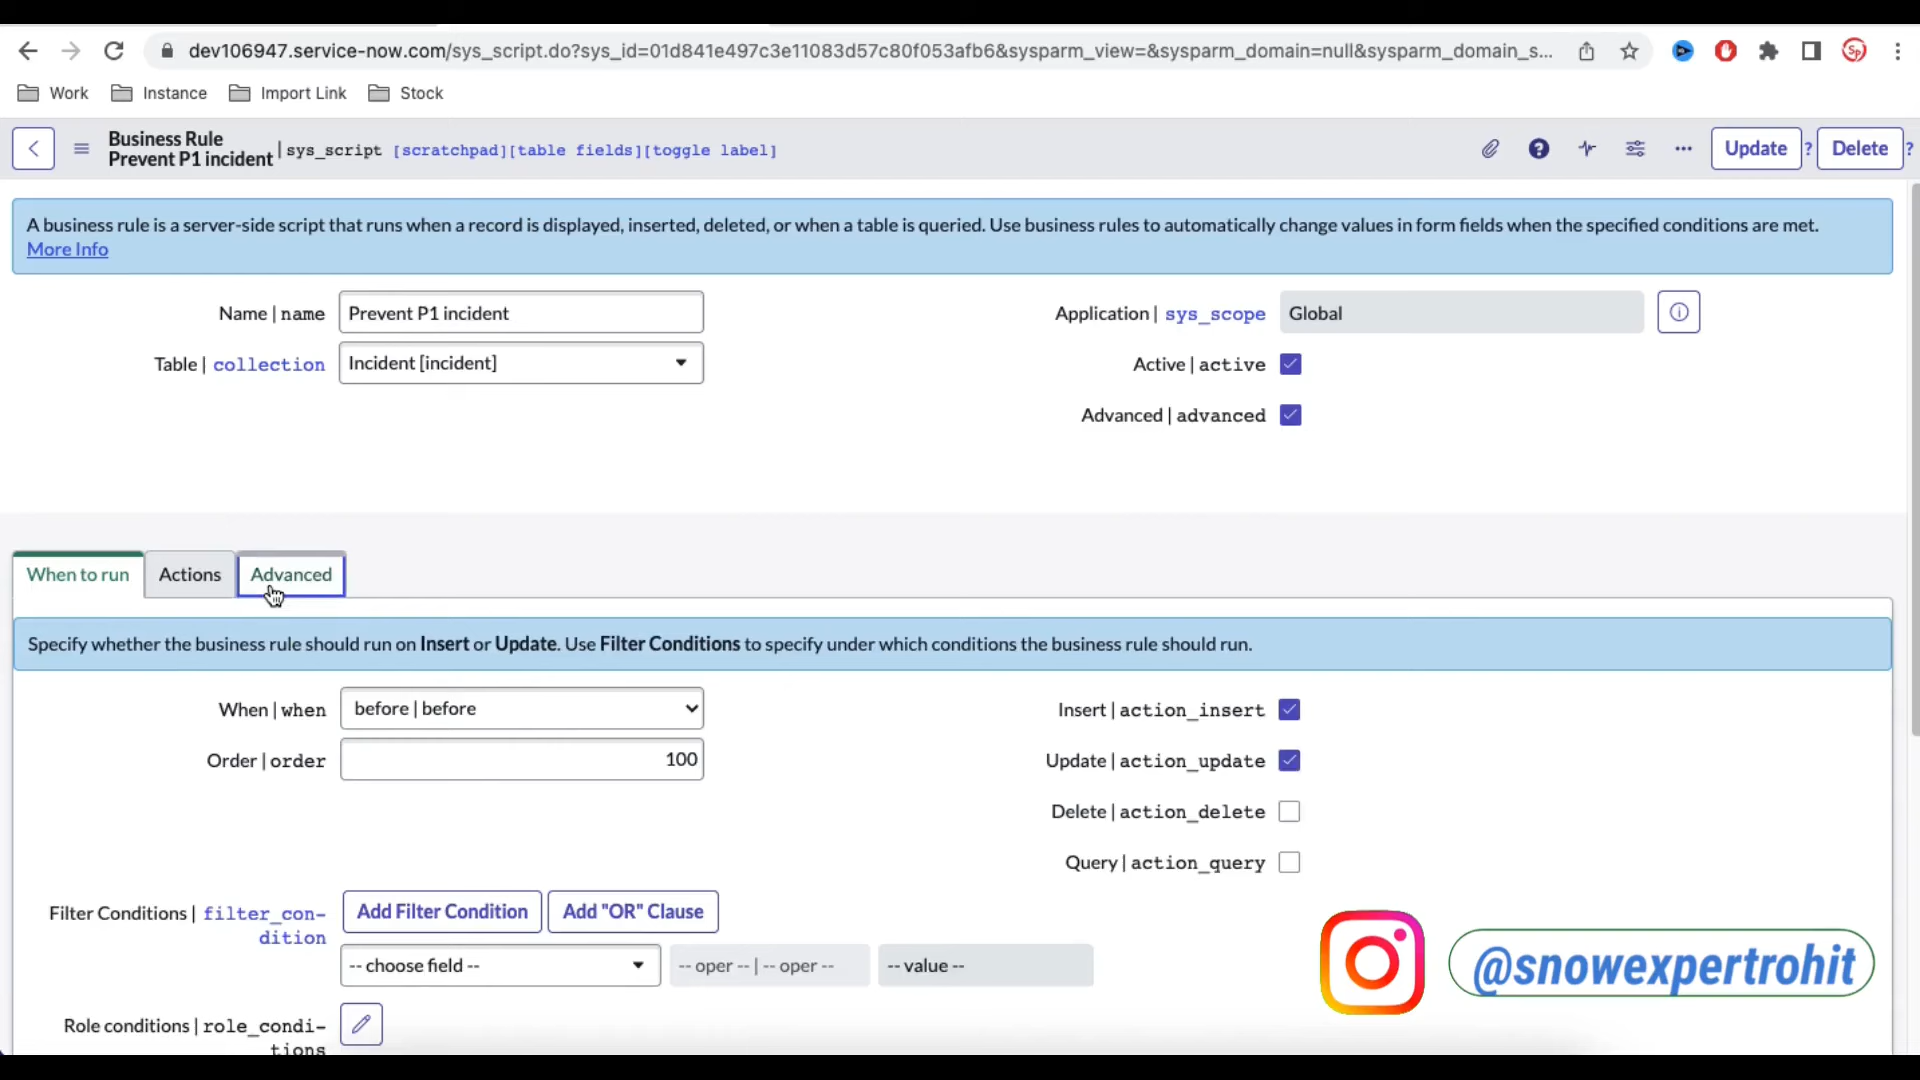 dev106947.service-now.com/sys_script.do?sys_id=01d841e497c3e11083d57c80f053afb6&sysparm_view=&sysparm_domain=null&sysparm_domain_s...
Work Instance Import Link Stock
Business Rule
Prevent P1 incident | sys_script [scratchpad][table fields][toggle label]
Update ? Delete ?
A business rule is a server-side script that runs when a record is displayed, inserted, deleted, or when a table is queried. Use business rules to automatically change values in form fields when the specified conditions are met.
More Info
Name | name Prevent P1 incident Application | sys_scope Global
Table | collection Incident [incident] Active | active
Advanced | advanced
When to run Actions Advanced
Specify whether the business rule should run on Insert or Update. Use Filter Conditions to specify under which conditions the business rule should run.
When | when before | before Insert | action_insert
Order | order 100 Update | action_update
Delete | action_delete
Query | action_query
Filter Conditions | filter_con-
dition
Add Filter Condition Add "OR" Clause
-- choose field -- -- oper -- | -- oper -- -- value --
@snowexpertrohit
Role conditions | role_condi-
tions
Sp